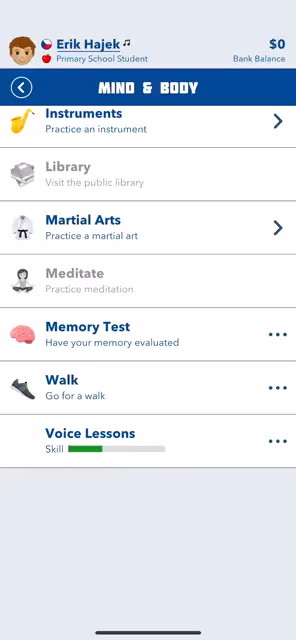 Erik Hajek
$0
Primary School Student
Bank Balance
MIND & BODY
Instruments
Practice an instrument
Library
Visit the public library
Martial Arts
Practice a martial art
Meditate
Practice meditation
Memory Test
Have your memory evaluated
Walk
Go for a walk
Voice Lessons
Skill